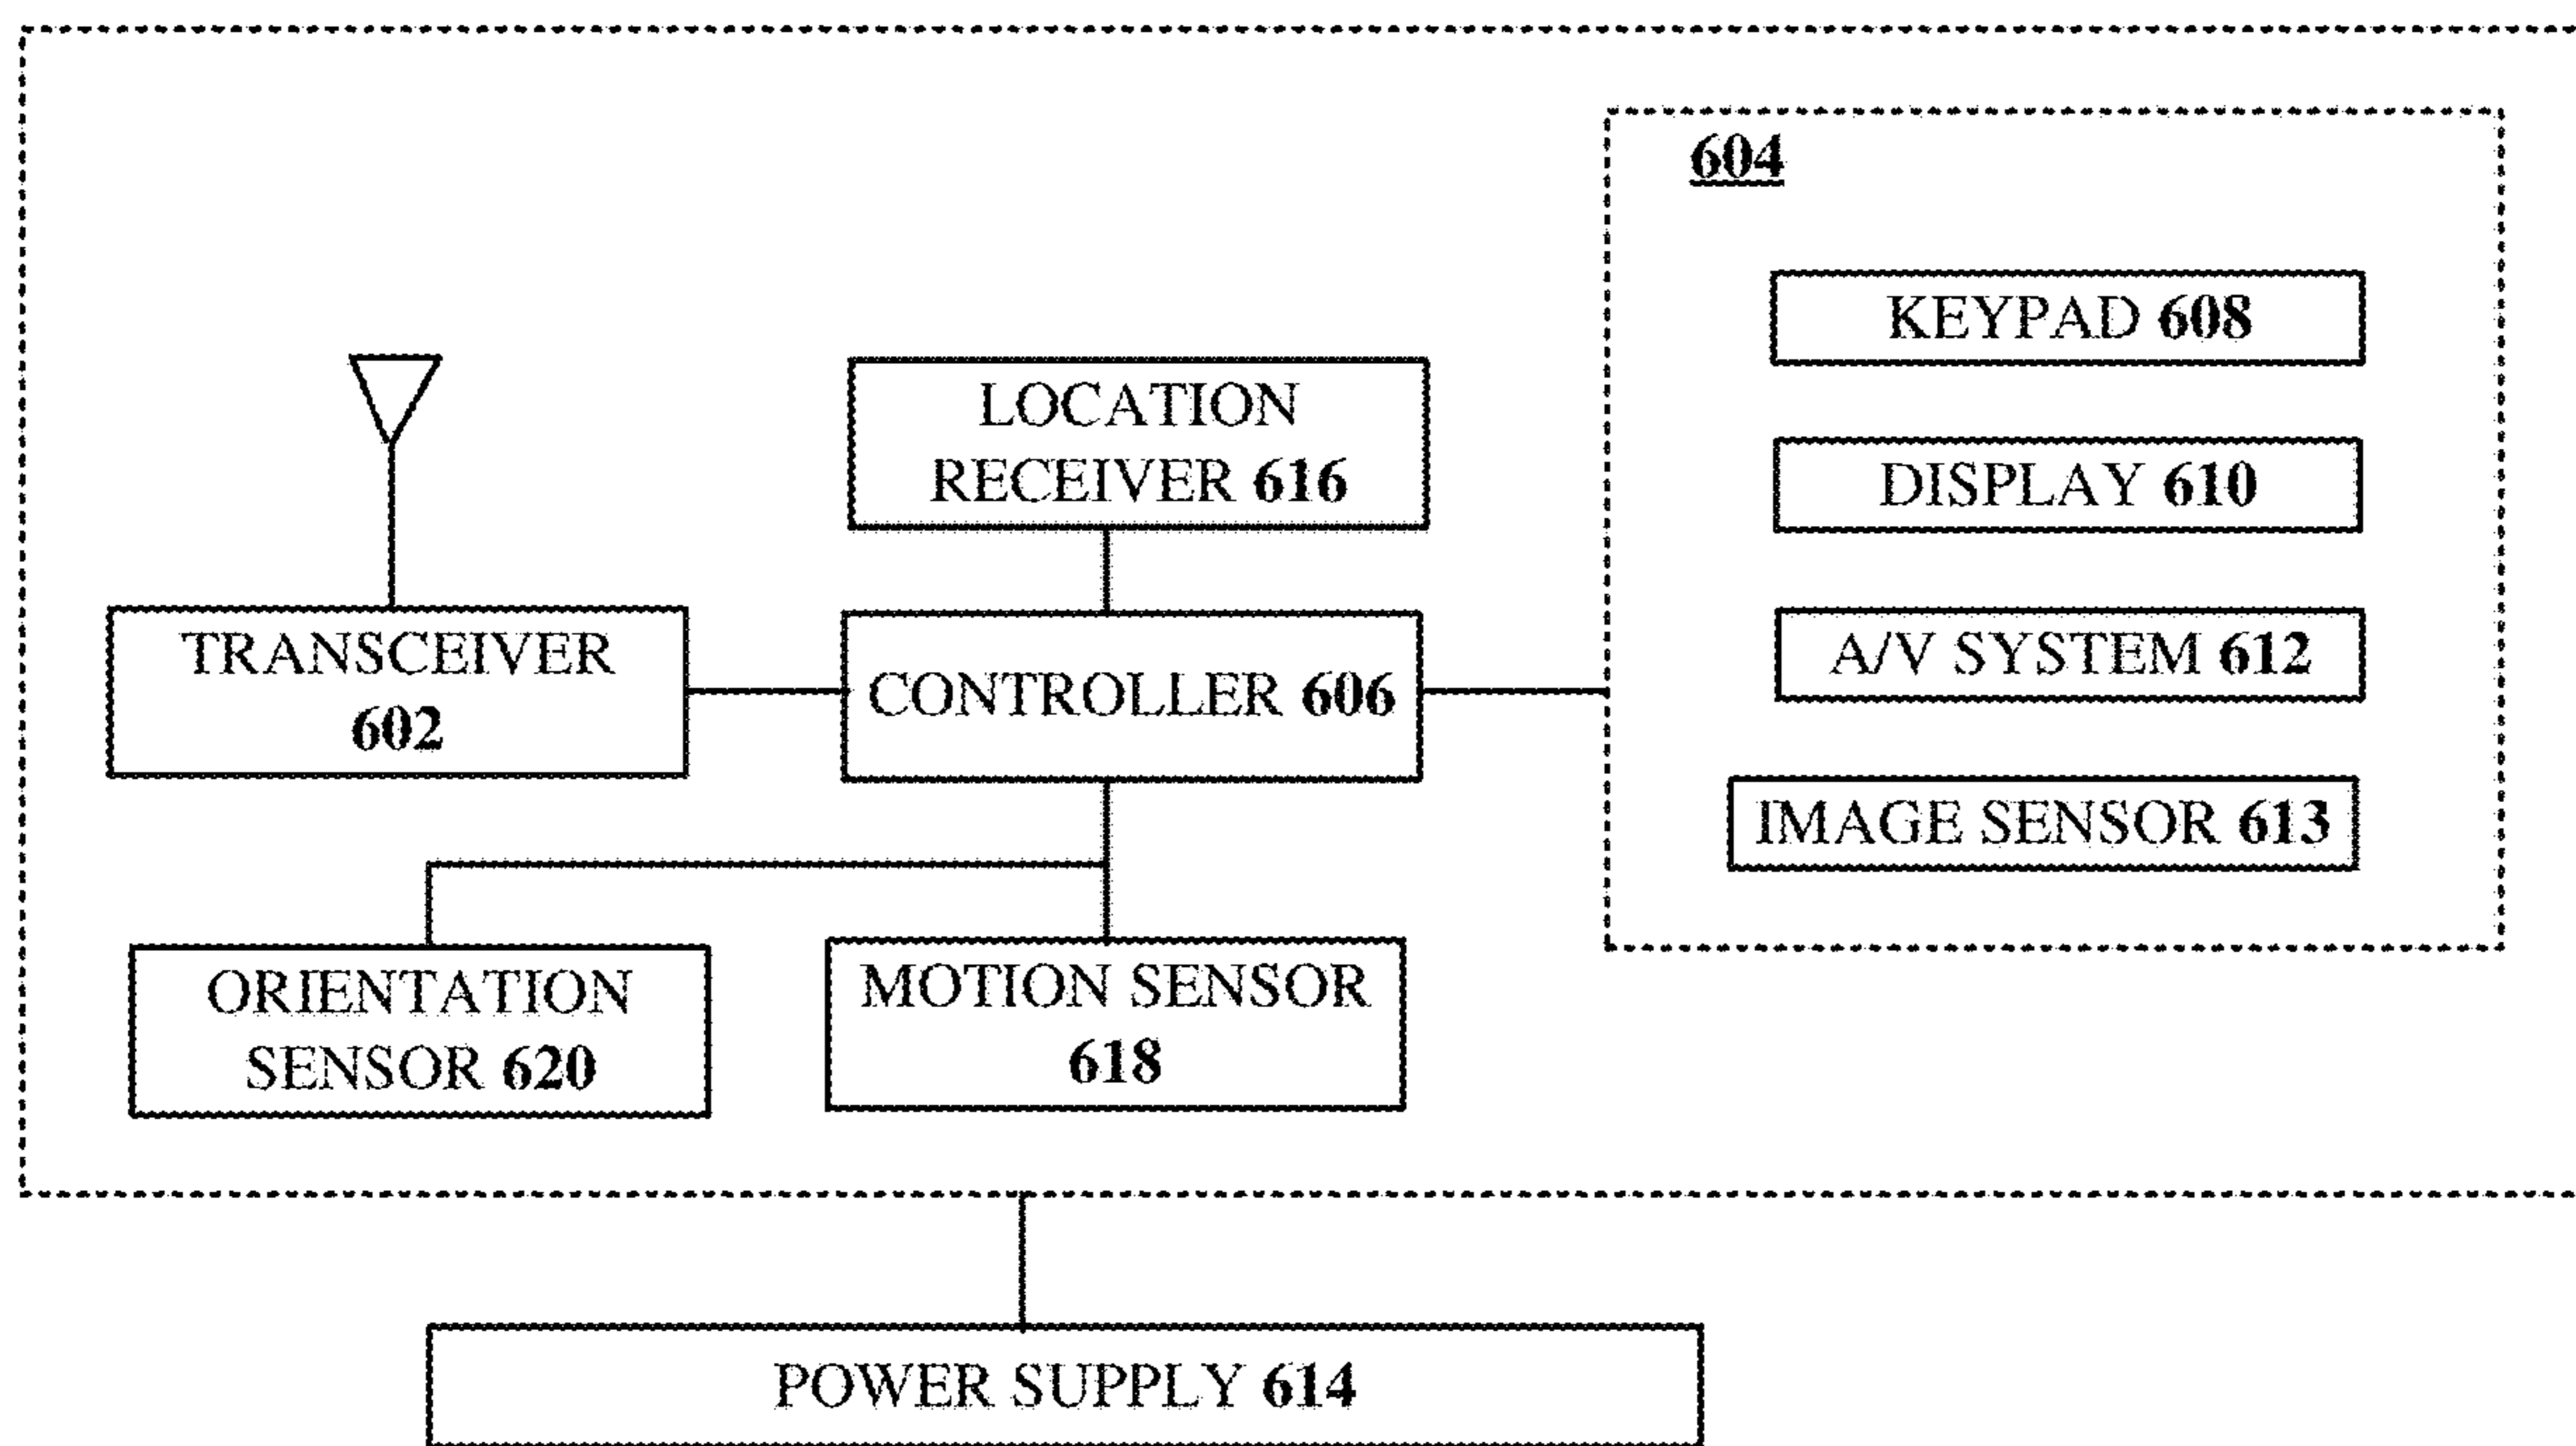 604
KEYPAD 608
LOCATION
RECEIVER 616
DISPLAY 610
TRANSCEIVER
602
CONTROLLER 606
A/V SYSTEM 612
IMAGE SENSOR 613
ORIENTATION
SENSOR 620
MOTION SENSOR
618
POWER SUPPLY 614